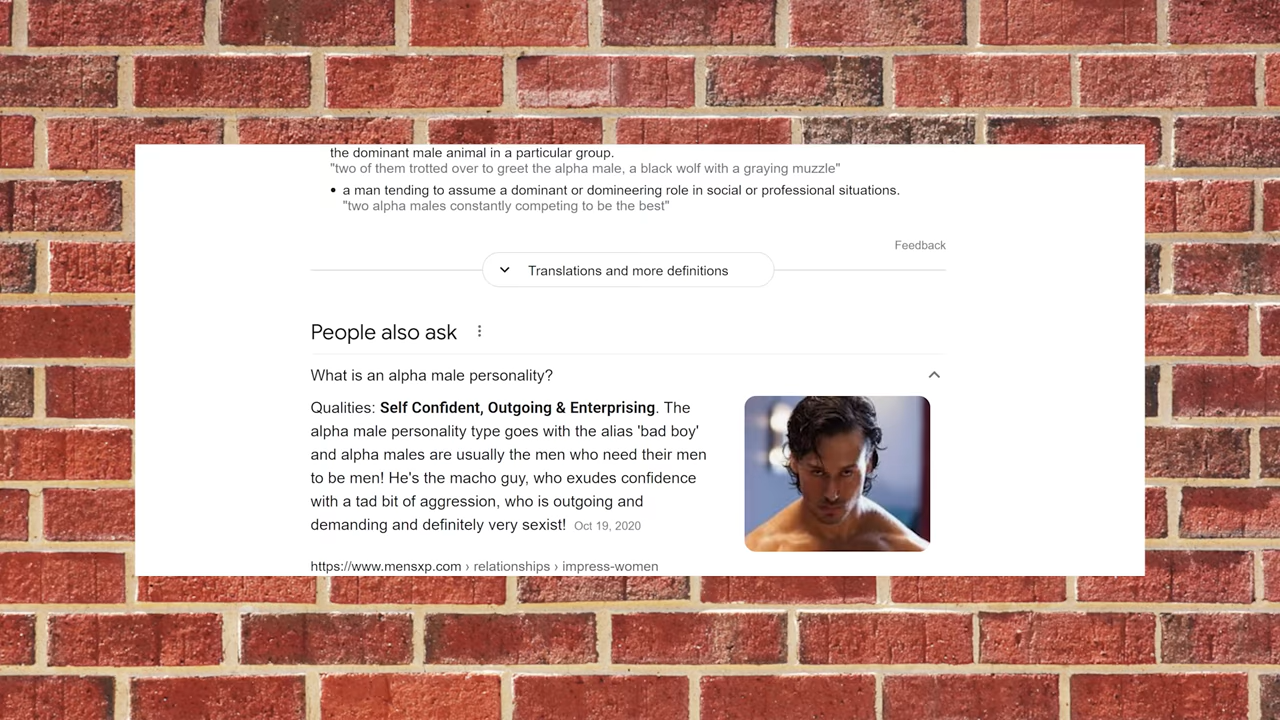 the dominant male animal in a particular group.
"two of them trotted over to greet the alpha male, a black wolf with a graying muzzle"
• a man tending to assume a dominant or domineering role in social or professional situations.
"two alpha males constantly competing to be the best"
Feedback
Translations and more definitions
People also ask
What is an alpha male personality?
Qualities: Self Confident, Outgoing & Enterprising. The
alpha male personality type goes with the alias 'bad boy'
and alpha males are usually the men who need their men
to be men! He's the macho guy, who exudes confidence
with a tad bit of aggression, who is outgoing and
demanding and definitely very sexist! Oct 19, 2020
https://www.mensxp.com › relationships › impress-women